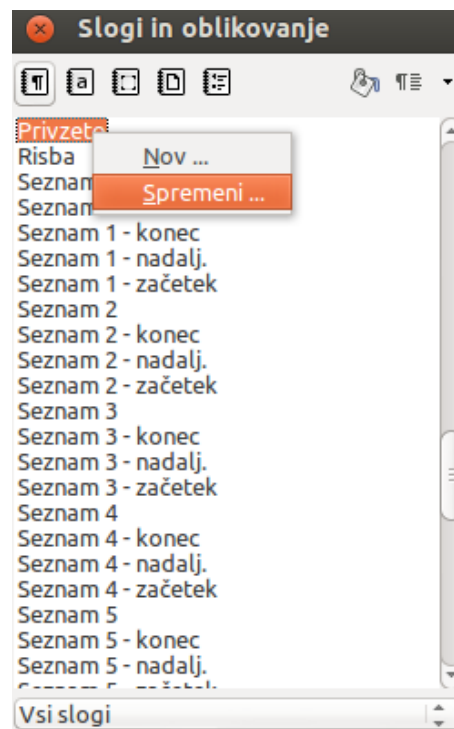 Slogi in oblikovanje
Privzeto
Risba
Nov ...
Seznam
Spremeni ...
Seznam
Seznam 1 - konec
Seznam 1 - nadalj.
Seznam 1 - začetek
Seznam 2
Seznam 2 - konec
Seznam 2 - nadalj.
Seznam 2 - začetek
Seznam 3
Seznam 3 - konec
Seznam 3 - nadalj.
Seznam 3 - začetek
Seznam 4
Seznam 4 - konec
Seznam 4 - nadalj.
Seznam 4 - začetek
Seznam 5
Seznam 5 - konec
Seznam 5 - nadalj.
Seznam 5 - začetek
Vsi slogi